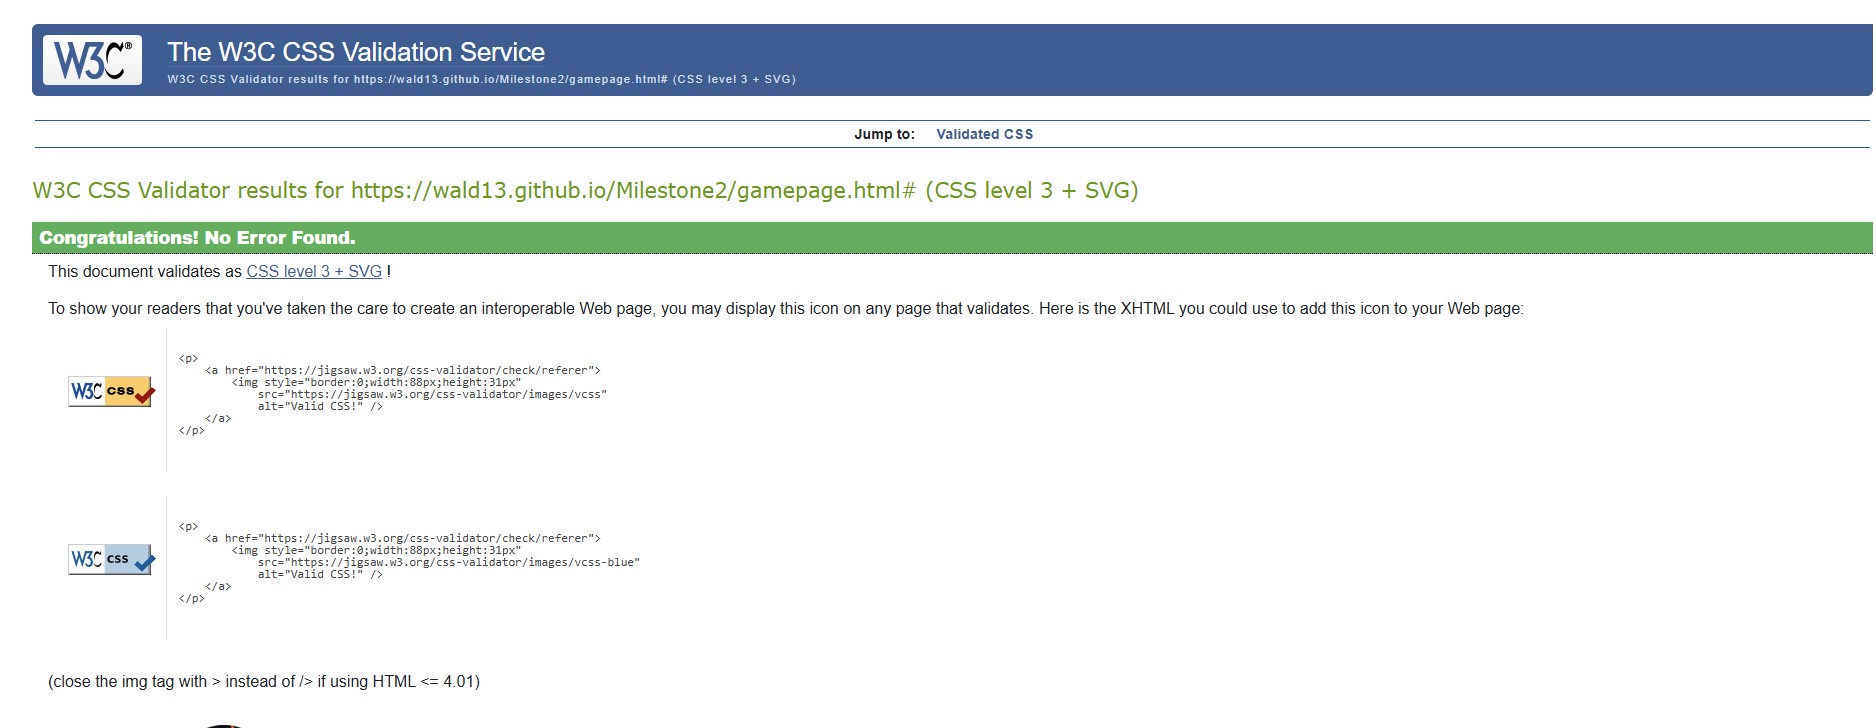 W3C®
The W3C CSS Validation Service
W3C CSS Validator results for https://wald13.github.io/Milestone2/gamepage.html# (CSS level 3 + SVG)
Jump to: Validated CSS
W3C CSS Validator results for https://wald13.github.io/Milestone2/gamepage.html# (CSS level 3 + SVG)
Congratulations! No Error Found.
This document validates as CSS level 3 + SVG !
To show your readers that you've taken the care to create an interoperable Web page, you may display this icon on any page that validates. Here is the XHTML you could use to add this icon to your Web page:
W3C css
<p>
    <a href="https://jigsaw.w3.org/css-validator/check/referer">
        <img style="border:0;width:88px;height:31px"
            src="https://jigsaw.w3.org/css-validator/images/vcss"
            alt="Valid CSS!" />
    </a>
</p>
W3C css
<p>
    <a href="https://jigsaw.w3.org/css-validator/check/referer">
        <img style="border:0;width:88px;height:31px"
            src="https://jigsaw.w3.org/css-validator/images/vcss-blue"
            alt="Valid CSS!" />
    </a>
</p>
(close the img tag with > instead of /> if using HTML <= 4.01)